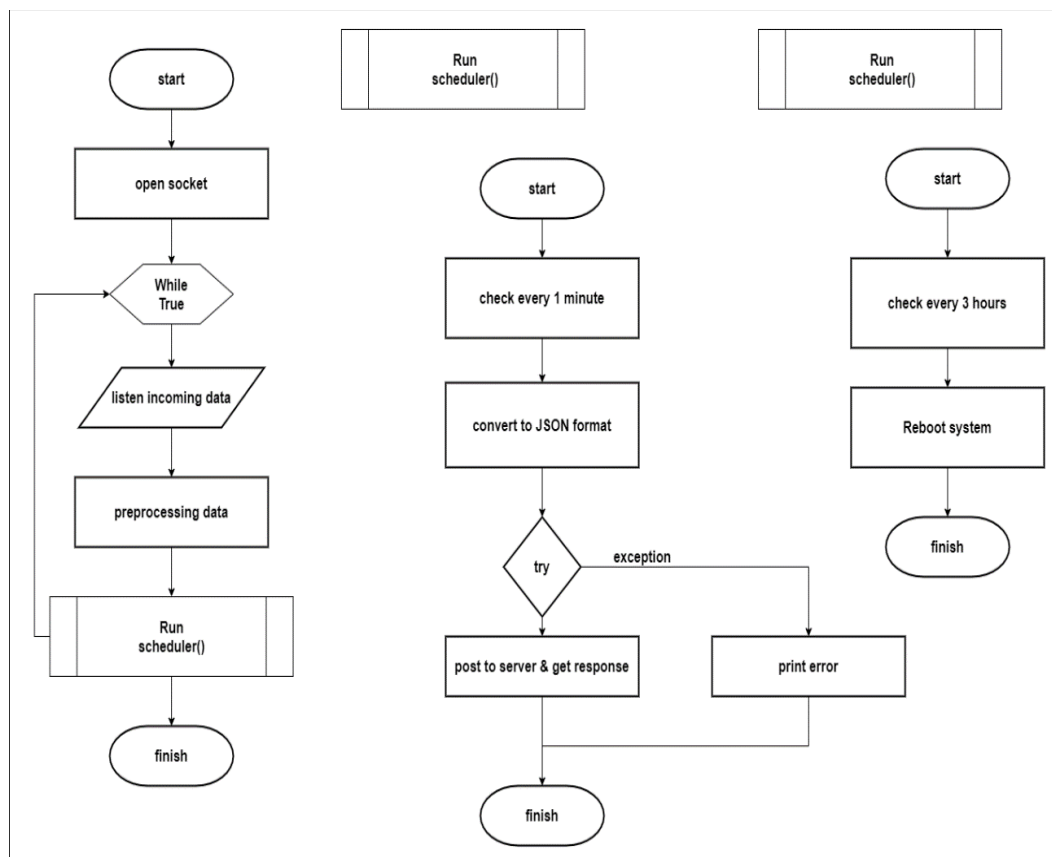 start
open socket
While
True
listen incoming data
preprocessing data
Run
scheduler()
finish
Run
scheduler()
start
check every 1 minute
convert to JSON format
try
exception
post to server & get response
print error
finish
Run
scheduler()
start
check every 3 hours
Reboot system
finish